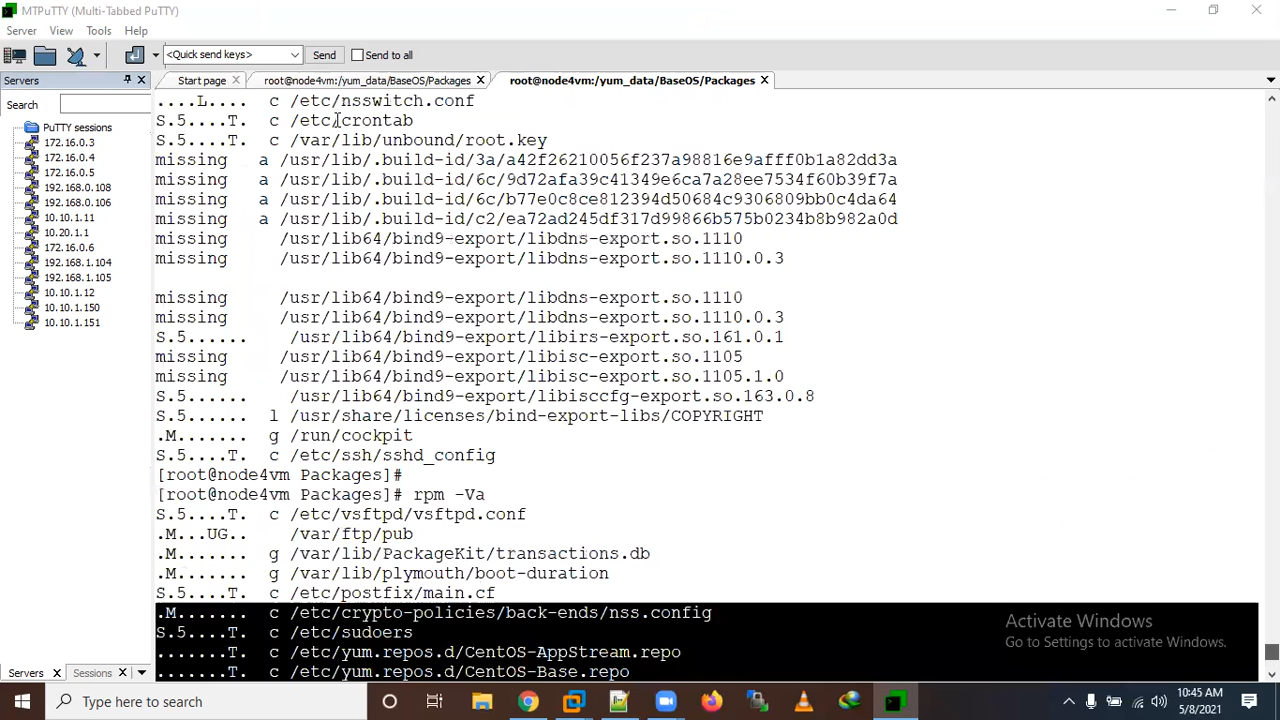 MTPuTTY (Multi-Tabbed PuTTY)
Server View Tools Help
<Quick send keys> Send Send to all
Servers
Start page
root@node4vm:/yum_data/BaseOS/Packages
root@node4vm:/yum_data/BaseOS/Packages
Search
PuTTY sessions
172.16.0.3
172.16.0.4
172.16.0.5
192.168.0.108
192.168.0.106
10.10.1.11
10.20.1.1
172.16.0.6
192.168.1.104
192.168.1.105
10.10.1.12
10.10.1.150
10.10.1.151
....L.... c /etc/nsswitch.conf
S.5....T. c /etc/crontab
S.5....T. c /var/lib/unbound/root.key
missing a /usr/lib/.build-id/3a/a42f26210056f237a98816e9afff0b1a82dd3a
missing a /usr/lib/.build-id/6c/9d72afa39c41349e6ca7a28ee7534f60b39f7a
missing a /usr/lib/.build-id/6c/b77e0c8ce812394d50684c9306809bb0c4da64
missing a /usr/lib/.build-id/c2/ea72ad245df317d99866b575b0234b8b982a0d
missing /usr/lib64/bind9-export/libdns-export.so.1110
missing /usr/lib64/bind9-export/libdns-export.so.1110.0.3
missing /usr/lib64/bind9-export/libdns-export.so.1110
missing /usr/lib64/bind9-export/libdns-export.so.1110.0.3
S.5...... /usr/lib64/bind9-export/libirs-export.so.161.0.1
missing /usr/lib64/bind9-export/libisc-export.so.1105
missing /usr/lib64/bind9-export/libisc-export.so.1105.1.0
S.5...... /usr/lib64/bind9-export/libisccfg-export.so.163.0.8
S.5...... l /usr/share/licenses/bind-export-libs/COPYRIGHT
.M....... g /run/cockpit
S.5....T. c /etc/ssh/sshd_config
[root@node4vm Packages]#
[root@node4vm Packages]# rpm -Va
S.5....T. c /etc/vsftpd/vsftpd.conf
.M...UG.. /var/ftp/pub
.M....... g /var/lib/PackageKit/transactions.db
.M....... g /var/lib/plymouth/boot-duration
S.5....T. c /etc/postfix/main.cf
.M....... c /etc/crypto-policies/back-ends/nss.config
S.5....T. c /etc/sudoers
.......T. c /etc/yum.repos.d/CentOS-AppStream.repo
.......T. c /etc/yum.repos.d/CentOS-Base.repo
Activate Windows
Go to Settings to activate Windows.
Servers Sessions
Type here to search
10:45 AM
5/8/2021